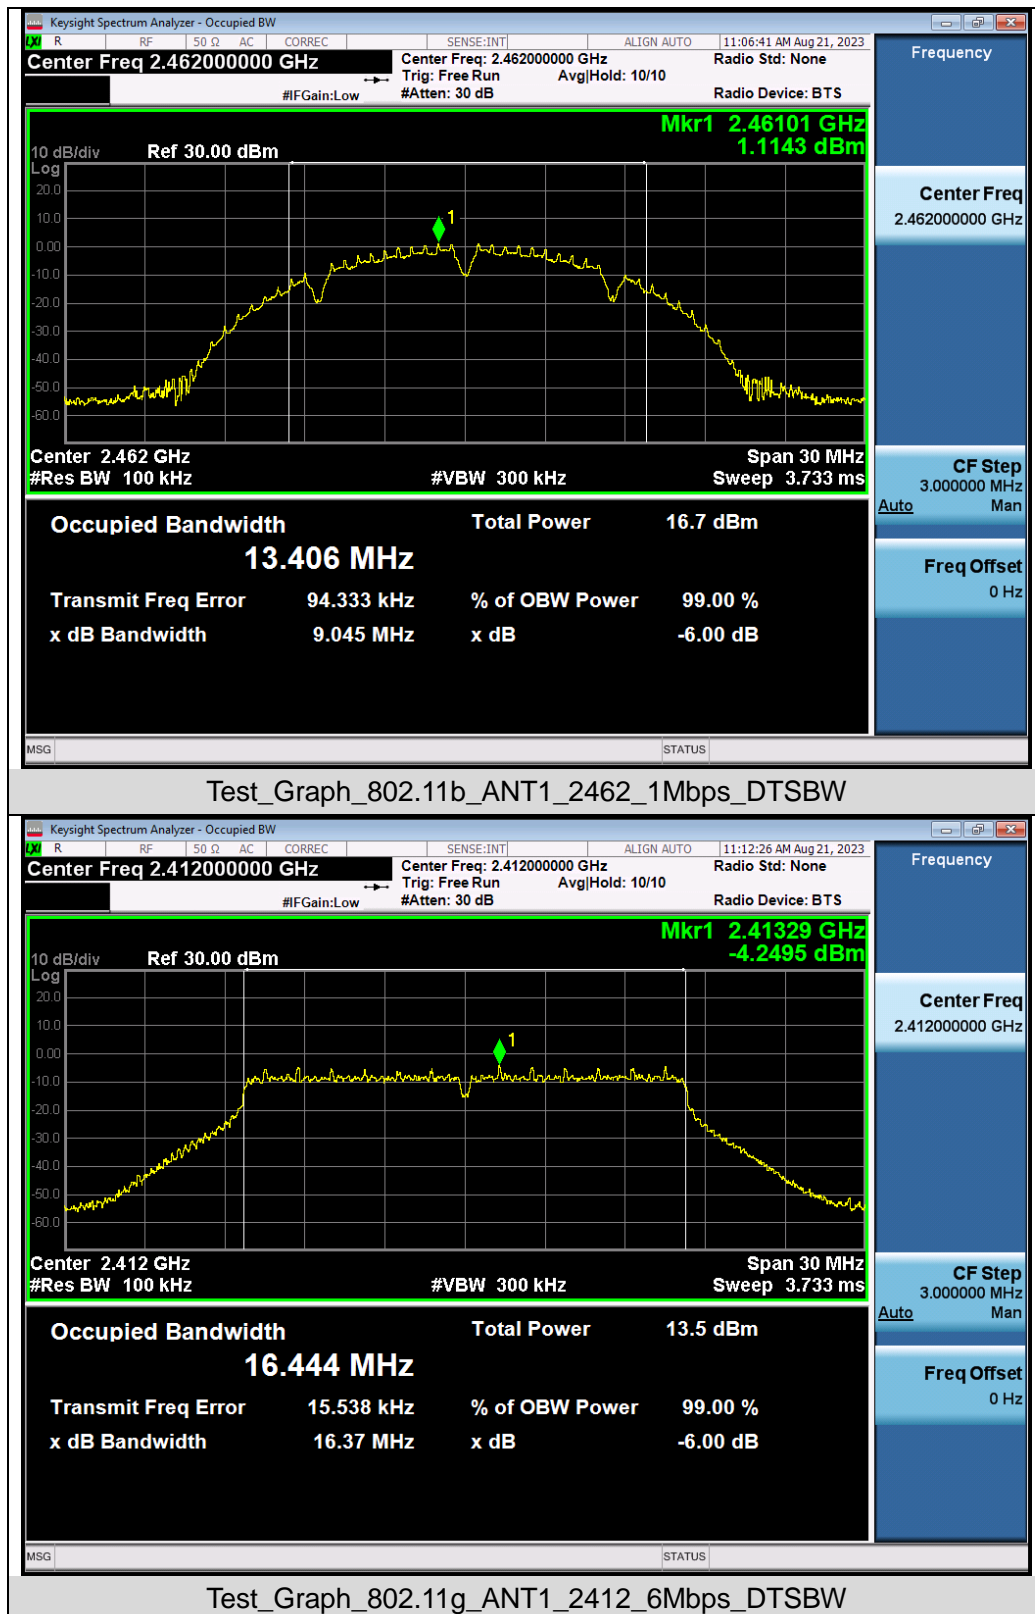 Keysight Spectrum Analyzer - Occupied BW
LXI R RF 50 Ω AC CORREC SENSE:INT ALIGN AUTO 11:06:41 AM Aug 21, 2023
Center Freq 2.462000000 GHz Center Freq: 2.462000000 GHz Radio Std: None Frequency
Trig: Free Run Avg|Hold: 10/10
#IFGain:Low #Atten: 30 dB Radio Device: BTS
Mkr1 2.46101 GHz
10 dB/div Ref 30.00 dBm 1.1143 dBm
Log
20.0
10.0
0.00
-10.0
-20.0
-30.0
-40.0
-50.0
-60.0
1
Center Freq
2.462000000 GHz
Center 2.462 GHz Span 30 MHz
#Res BW 100 kHz #VBW 300 kHz Sweep 3.733 ms
CF Step
3.000000 MHz
Auto Man
Occupied Bandwidth Total Power 16.7 dBm
13.406 MHz
Freq Offset
0 Hz
Transmit Freq Error 94.333 kHz % of OBW Power 99.00 %
x dB Bandwidth 9.045 MHz x dB -6.00 dB
MSG STATUS
Test_Graph_802.11b_ANT1_2462_1Mbps_DTSBW
Keysight Spectrum Analyzer - Occupied BW
LXI R RF 50 Ω AC CORREC SENSE:INT ALIGN AUTO 11:12:26 AM Aug 21, 2023
Center Freq 2.412000000 GHz Center Freq: 2.412000000 GHz Radio Std: None Frequency
Trig: Free Run Avg|Hold: 10/10
#IFGain:Low #Atten: 30 dB Radio Device: BTS
Mkr1 2.41329 GHz
10 dB/div Ref 30.00 dBm -4.2495 dBm
Log
20.0
10.0
0.00
-10.0
-20.0
-30.0
-40.0
-50.0
-60.0
1
Center Freq
2.412000000 GHz
Center 2.412 GHz Span 30 MHz
#Res BW 100 kHz #VBW 300 kHz Sweep 3.733 ms
CF Step
3.000000 MHz
Auto Man
Occupied Bandwidth Total Power 13.5 dBm
16.444 MHz
Freq Offset
0 Hz
Transmit Freq Error 15.538 kHz % of OBW Power 99.00 %
x dB Bandwidth 16.37 MHz x dB -6.00 dB
MSG STATUS
Test_Graph_802.11g_ANT1_2412_6Mbps_DTSBW